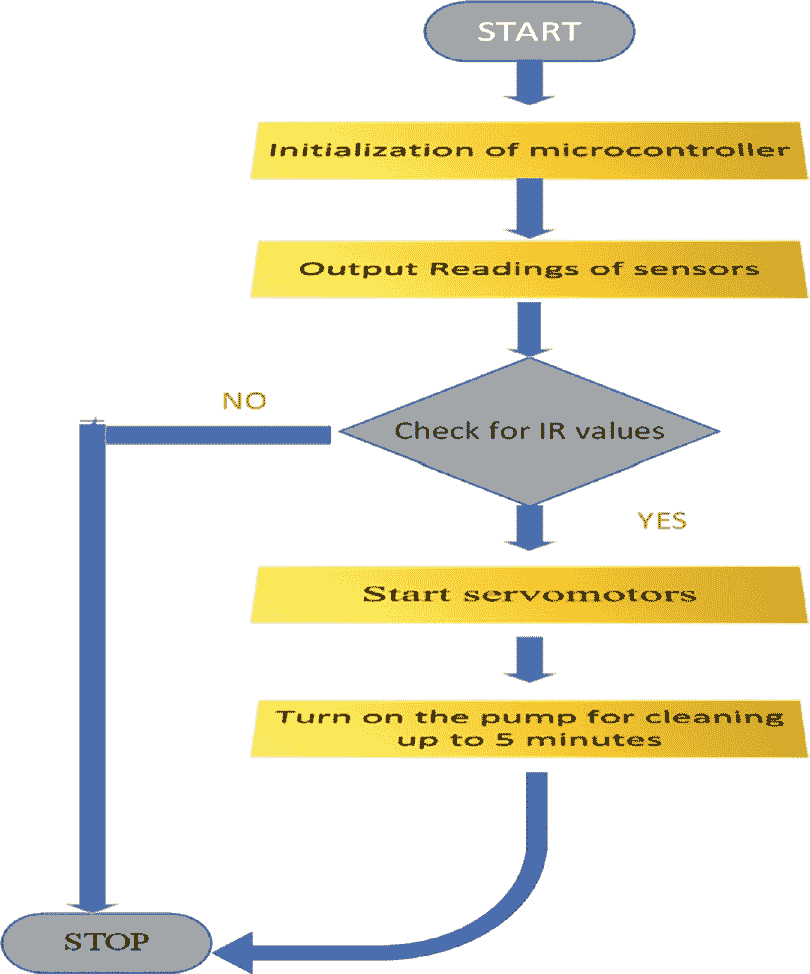 START
Initialization of microcontroller
Output Readings of sensors
NO
Check for IR values
YES
Start servomotors
Turn on the pump for cleaning
up to 5 minutes
STOP